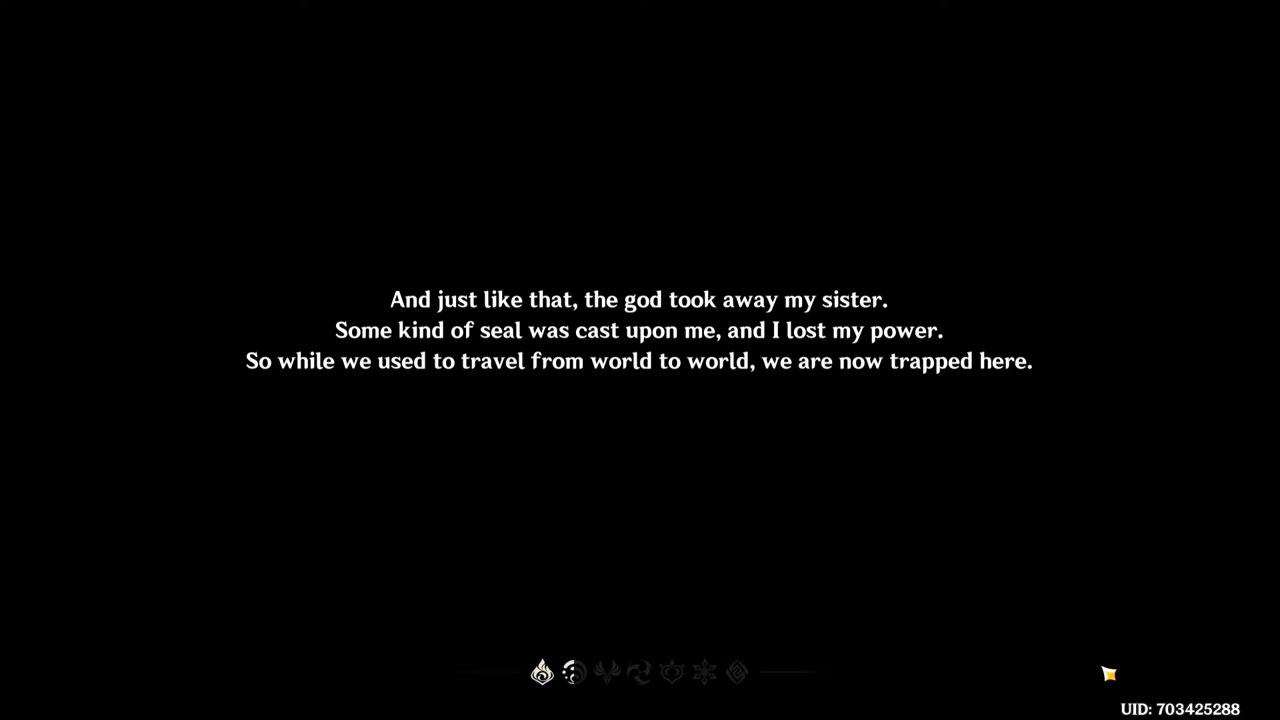 And just like that, the god took away my sister.
Some kind of seal was cast upon me, and I lost my power.
So while we used to travel from world to world, we are now trapped here.
UID: 703425288